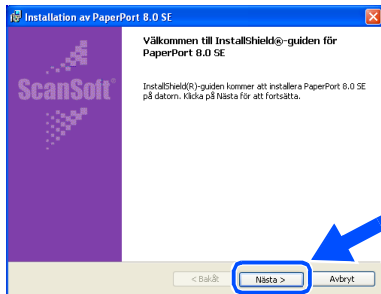 Installation av PaperPort 8.0 SE
Välkommen till InstallShield®-guiden för
PaperPort 8.0 SE
ScanSoft®
InstallShield(R)-guiden kommer att installera PaperPort 8.0 SE
på datorn. Klicka på Nästa för att fortsätta.
< Bakåt
Nästa >
Avbryt